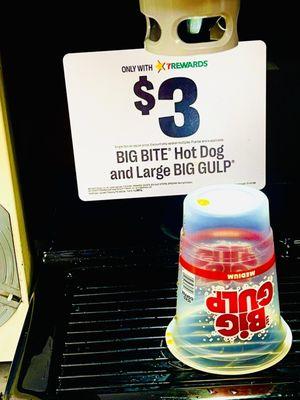 ONLY WITH 7REWARDS
$3
BIG BITE® Hot Dog
and Large BIG GULP®
MEDIUM
BIG
GULP